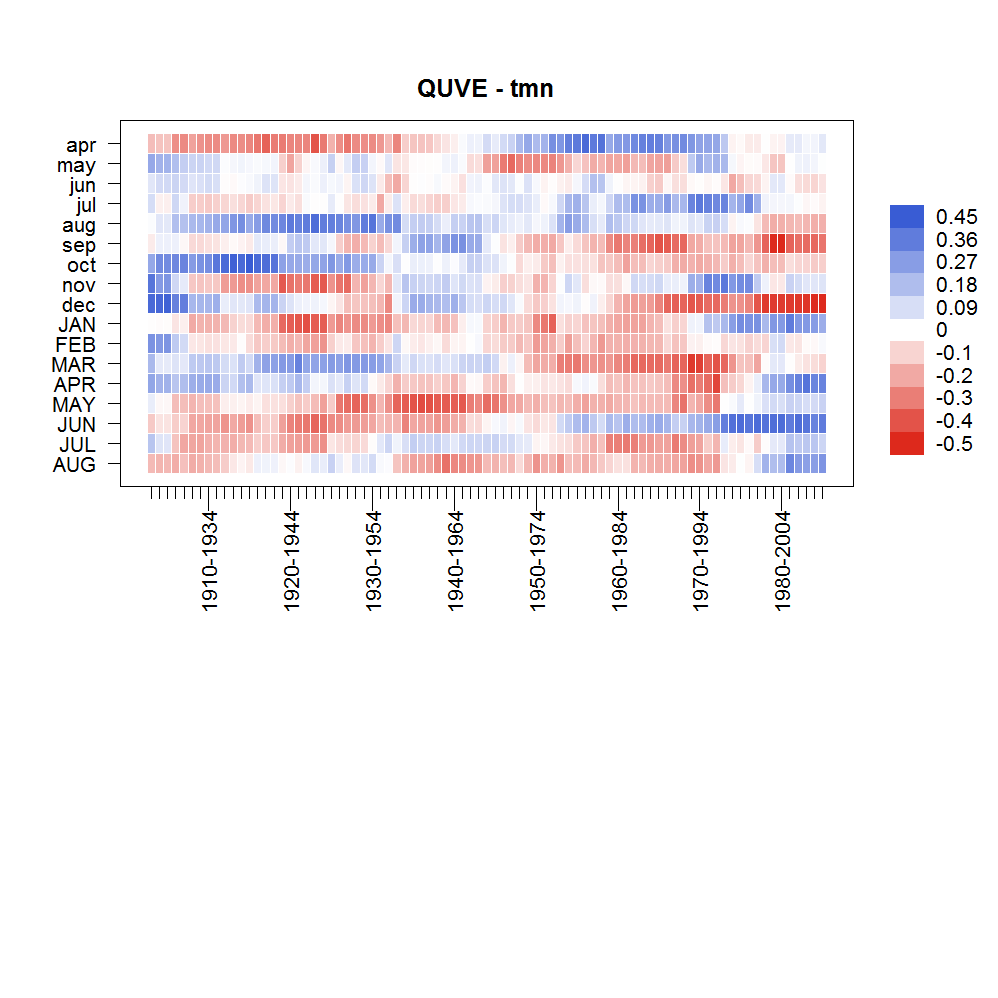 QUVE - tmn
apr
may
jun
jul
aug
sep
oct
nov
dec
JAN
FEB
MAR
APR
MAY
JUN
JUL
AUG
0.45
0.36
0.27
0.18
0.09
0
-0.1
-0.2
-0.3
-0.4
-0.5
1910-1934
1920-1944
1930-1954
1940-1964
1950-1974
1960-1984
1970-1994
1980-2004